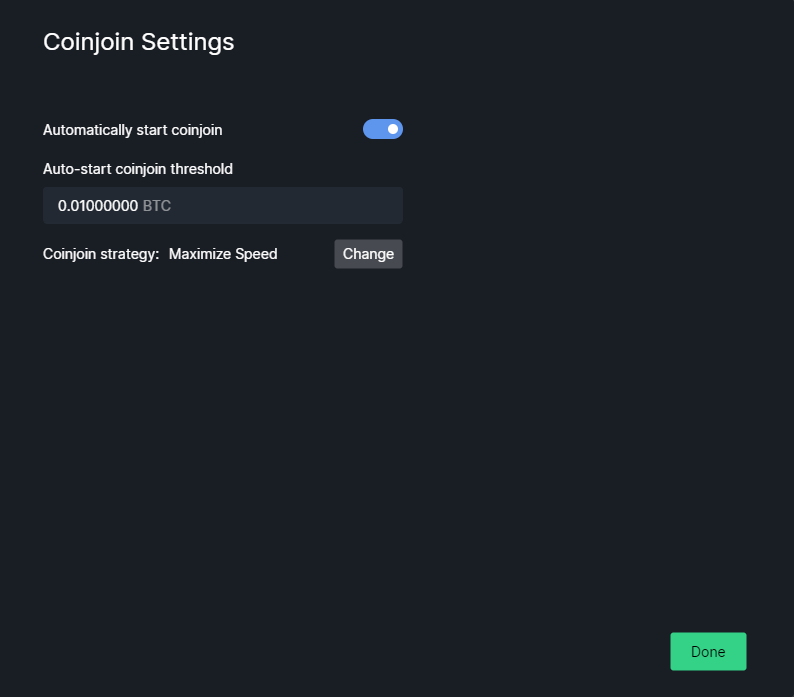 Coinjoin Settings
Automatically start coinjoin
Auto-start coinjoin threshold
0.01000000 BTC
Coinjoin strategy: Maximize Speed Change
Done